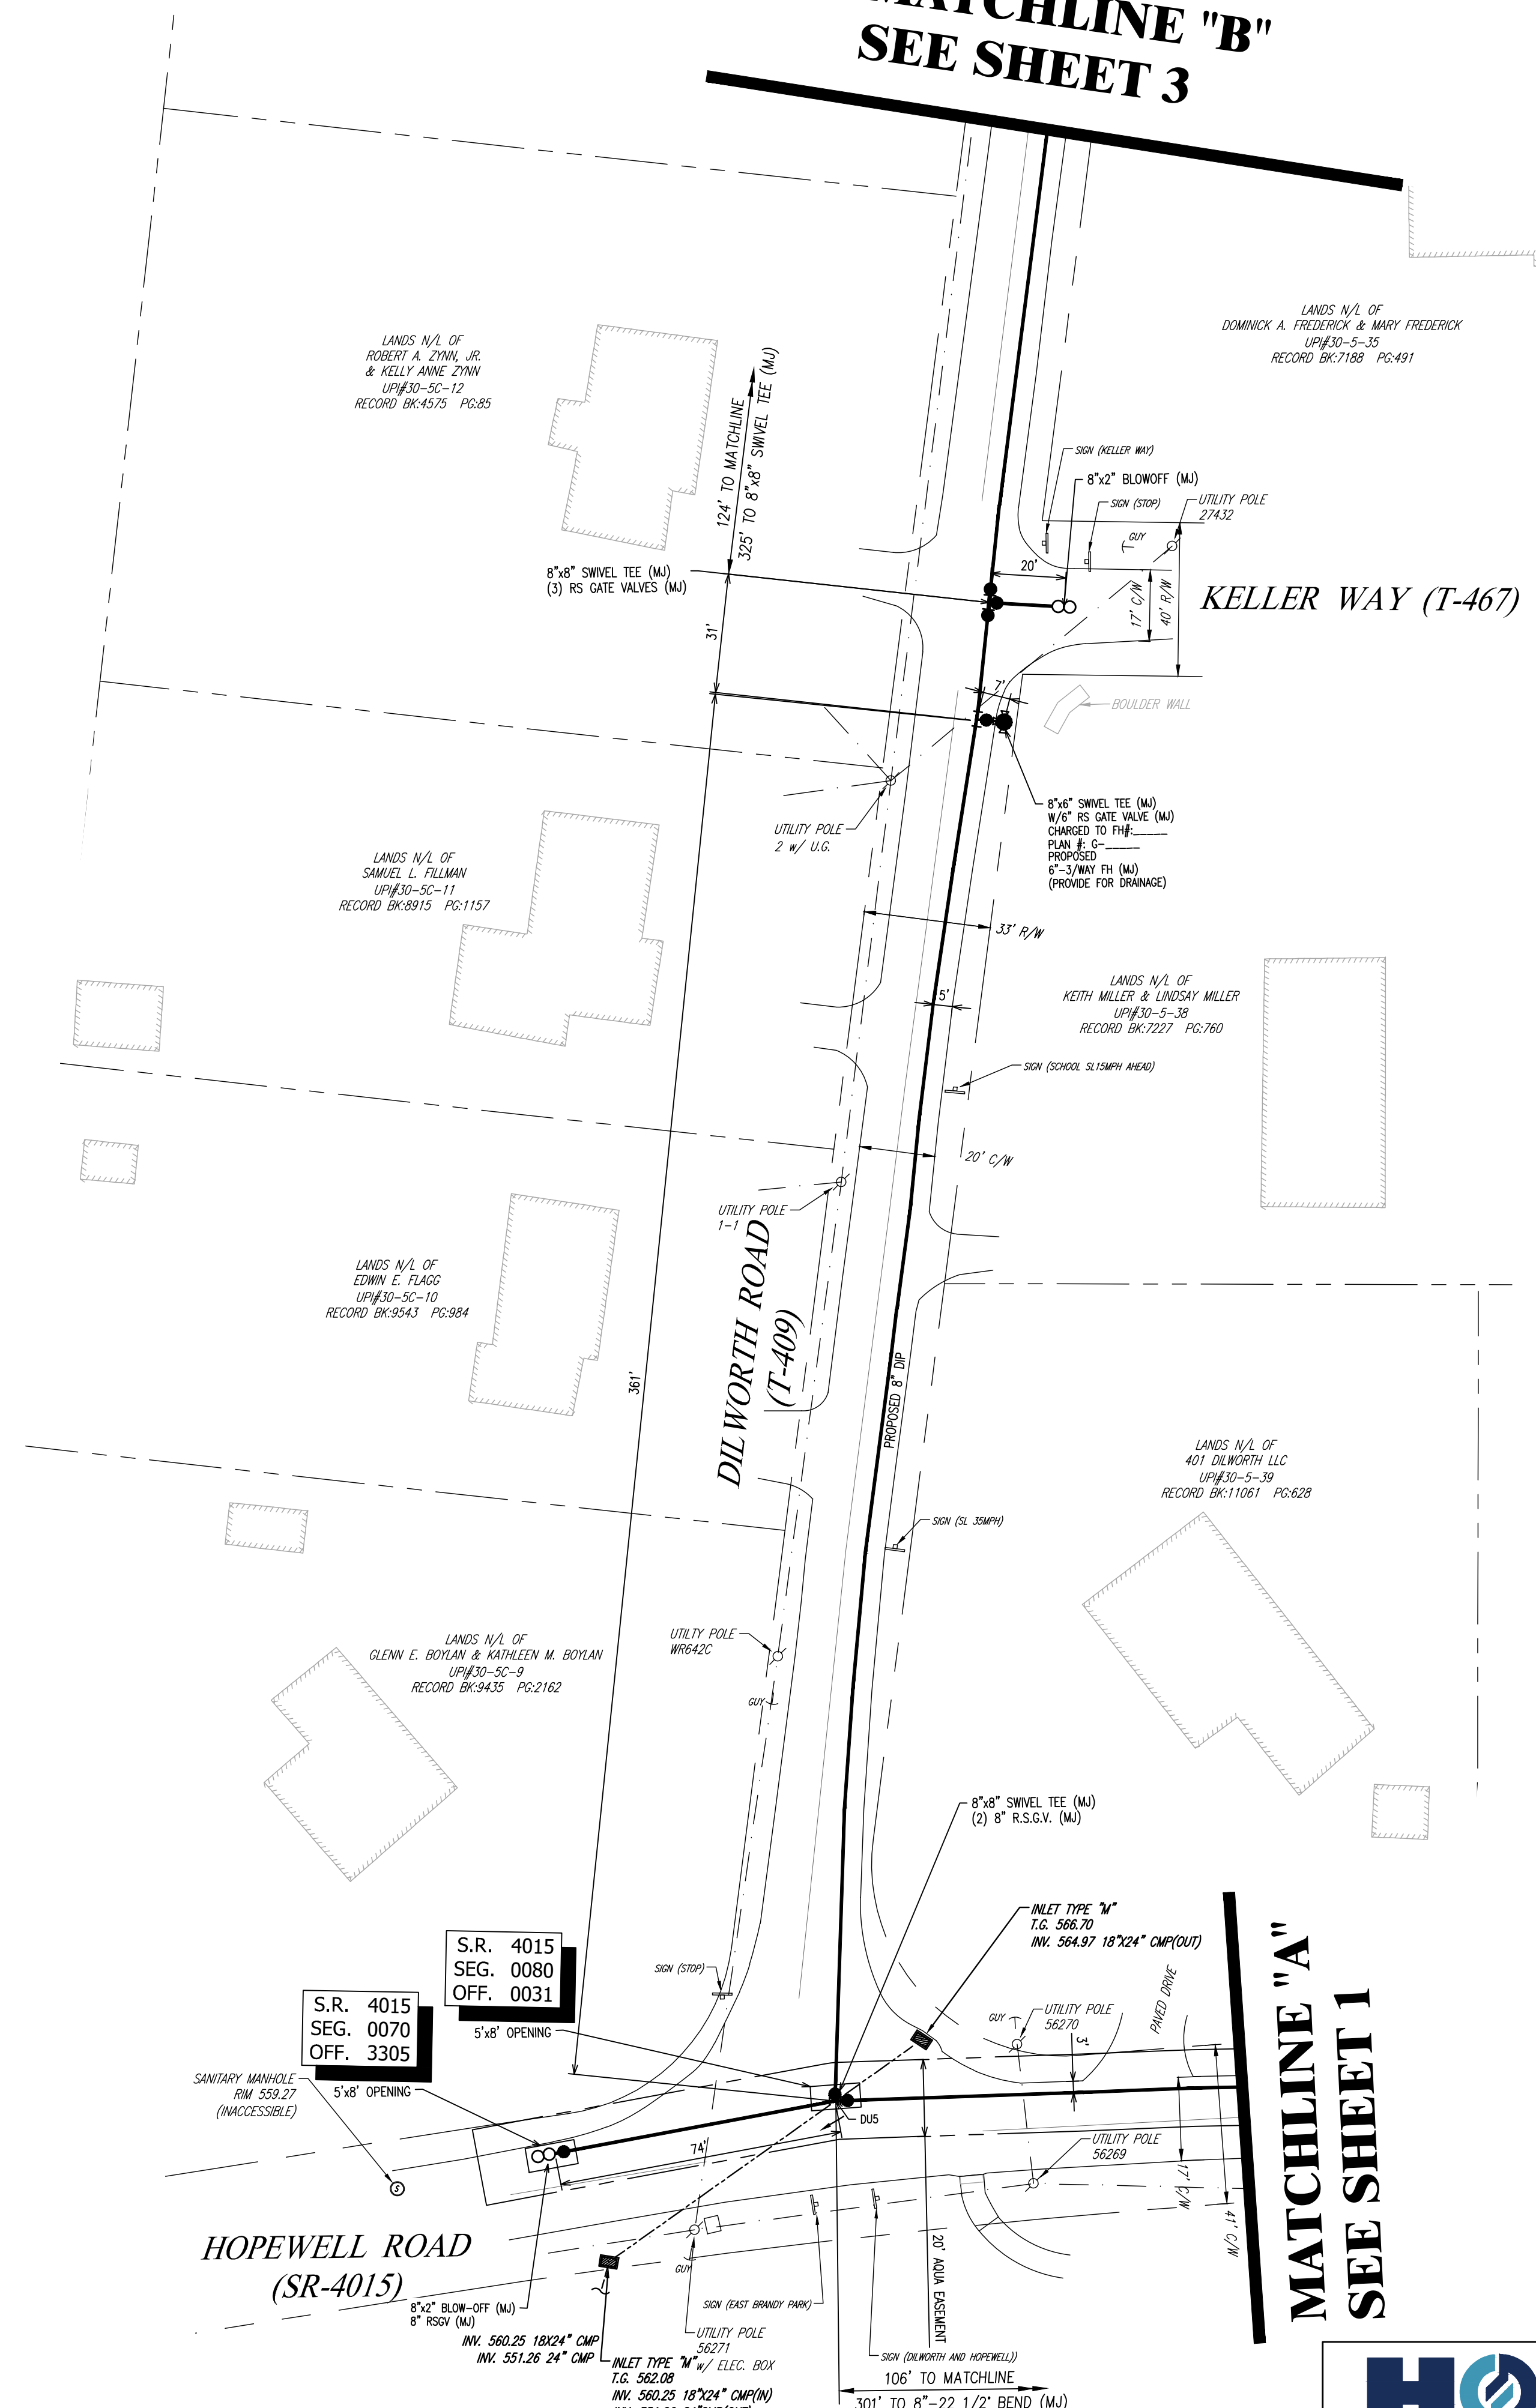 MATCHLINE "B"
SEE SHEET 3
LANDS N/L OF
DOMINICK A. FREDERICK & MARY FREDERICK
UPI#30-5-35
RECORD BK:7188 PG:491
LANDS N/L OF
ROBERT A. ZYNN, JR.
& KELLY ANNE ZYNN
UPI#30-5C-12
RECORD BK:4575 PG:85
124' TO MATCHLINE
325' TO 8"x8" SWIVEL TEE (MJ)
SIGN (KELLER WAY)
8"x2" BLOWOFF (MJ)
SIGN (STOP)
UTILITY POLE
27432
GUY
20'
8"x8" SWIVEL TEE (MJ)
(3) RS GATE VALVES (MJ)
17' C/W
40' R/W
KELLER WAY (T-467)
31'
7'
BOULDER WALL
8"x6" SWIVEL TEE (MJ)
W/6" RS GATE VALVE (MJ)
CHARGED TO FH#:_____
PLAN #: G-_____
PROPOSED
6"-3/WAY FH (MJ)
(PROVIDE FOR DRAINAGE)
UTILITY POLE
2 w/ U.G.
LANDS N/L OF
SAMUEL L. FILLMAN
UPI#30-5C-11
RECORD BK:8915 PG:1157
33' R/W
5'
LANDS N/L OF
KEITH MILLER & LINDSAY MILLER
UPI#30-5-38
RECORD BK:7227 PG:760
SIGN (SCHOOL SL15MPH AHEAD)
20' C/W
UTILITY POLE
1-1
DILWORTH ROAD
(T-409)
LANDS N/L OF
EDWIN E. FLAGG
UPI#30-5C-10
RECORD BK:9543 PG:984
361'
PROPOSED 8" DIP
LANDS N/L OF
401 DILWORTH LLC
UPI#30-5-39
RECORD BK:11061 PG:628
SIGN (SL 35MPH)
LANDS N/L OF
GLENN E. BOYLAN & KATHLEEN M. BOYLAN
UPI#30-5C-9
RECORD BK:9435 PG:2162
UTILTY POLE
WR642C
GUY
8"x8" SWIVEL TEE (MJ)
(2) 8" R.S.G.V. (MJ)
INLET TYPE "M"
T.G. 566.70
INV. 564.97 18"X24" CMP(OUT)
S.R. 4015
SEG. 0080
OFF. 0031
5'x8' OPENING
SIGN (STOP)
S.R. 4015
SEG. 0070
OFF. 3305
5'x8' OPENING
SANITARY MANHOLE
RIM 559.27
(INACCESSIBLE)
S
GUY
UTILITY POLE
56270
3'
PAVED DRIVE
MATCHLINE "A"
SEE SHEET 1
DU5
74'
UTILITY POLE
56269
17' C/W
41' C/W
20' AQUA EASEMENT
HOPEWELL ROAD
(SR-4015)
8"x2" BLOW-OFF (MJ)
8" RSGV (MJ)
GUY
SIGN (EAST BRANDY PARK)
UTILITY POLE
56271
w/ ELEC. BOX
INV. 560.25 18X24" CMP
INV. 551.26 24" CMP
INLET TYPE "M"
T.G. 562.08
INV. 560.25 18"X24" CMP(IN)
SIGN (DILWORTH AND HOPEWELL))
106' TO MATCHLINE
301' TO 8"-22 1/2° BEND (MJ)